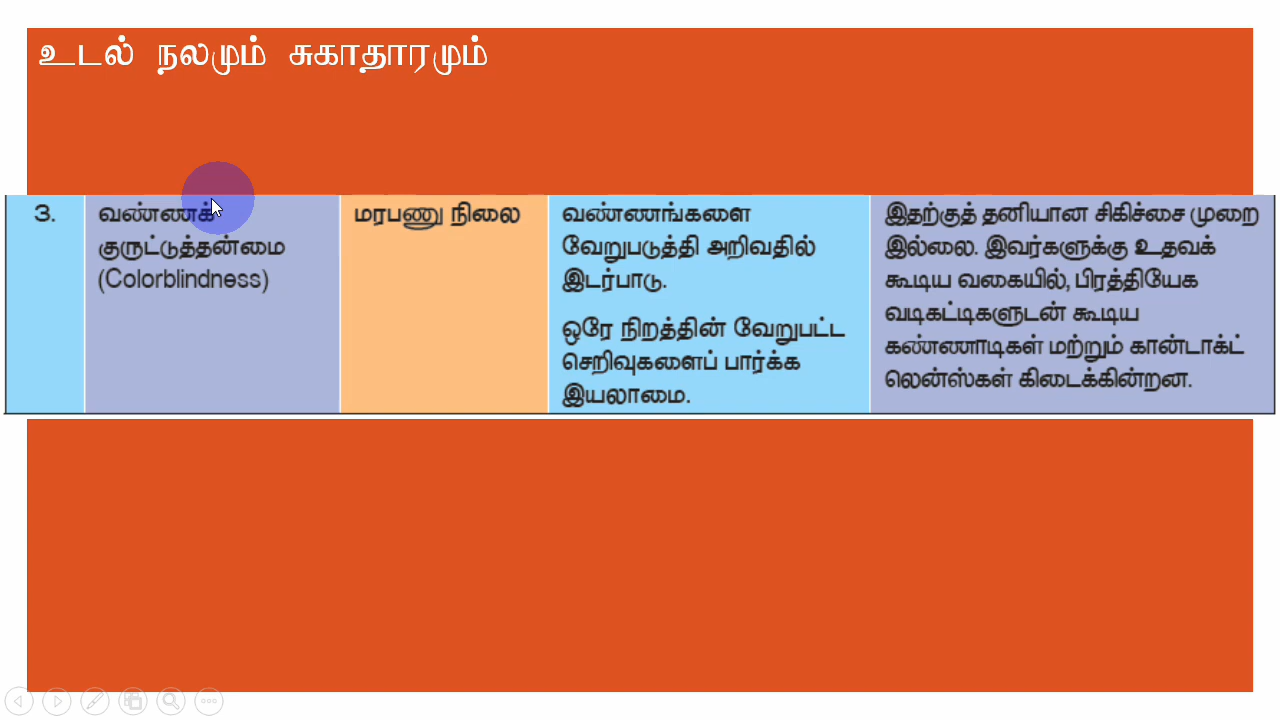 உடல் நலமும் சுகாதாரமும்
3.
வண்ணக்
குருட்டுத்தன்மை
(Colorblindness)
மரபணு நிலை
வண்ணங்களை
வேறுபடுத்தி அறிவதில்
இடர்பாடு.
ஒரே நிறத்தின் வேறுபட்ட
செறிவுகளைப் பார்க்க
இயலாமை.
இதற்குத் தனியான சிகிச்சை முறை
இல்லை. இவர்களுக்கு உதவக்
கூடிய வகையில், பிரத்தியேக
வடிகட்டிகளுடன் கூடிய
கண்ணாடிகள் மற்றும் கான்டாக்ட்
லென்ஸ்கள் கிடைக்கின்றன.